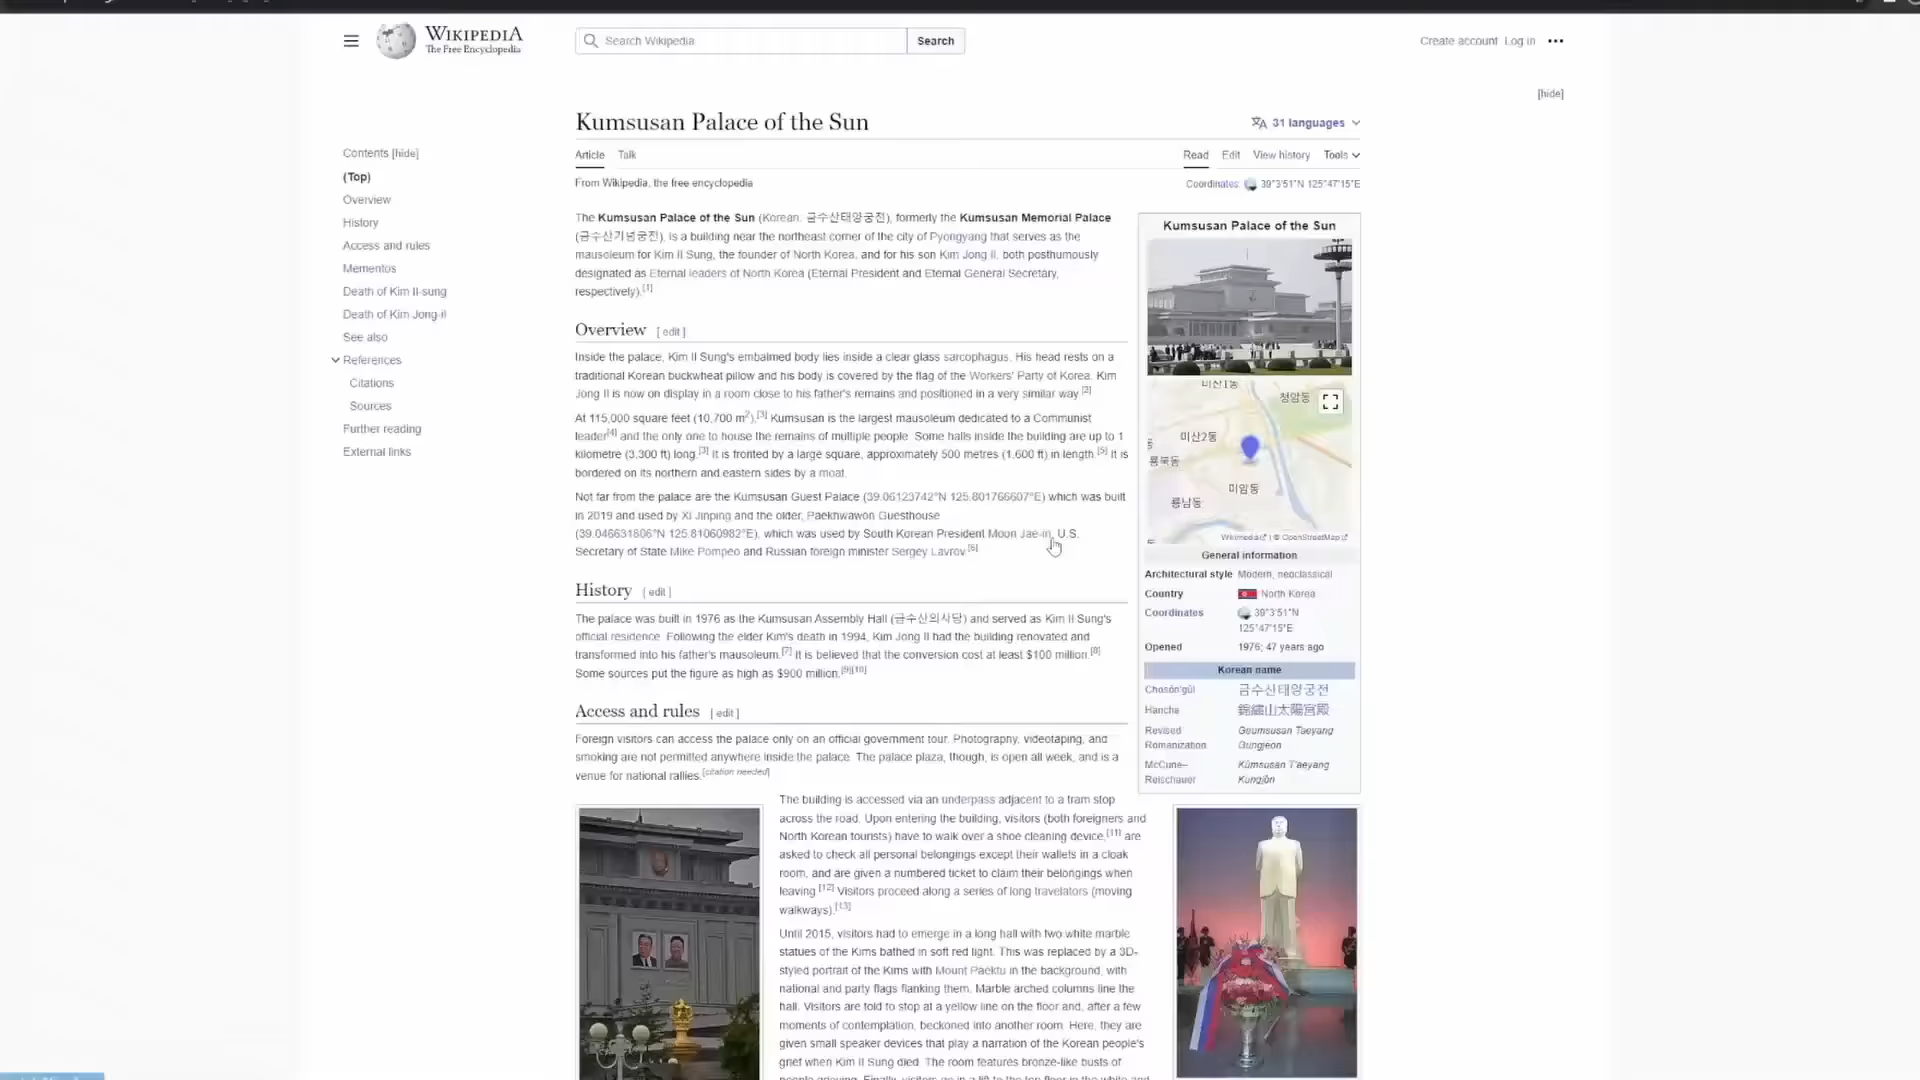 WIKIPEDIA
The Free Encyclopedia
Search Wikipedia
Search
Create account Log in
[hide]
Kumsusan Palace of the Sun
31 languages
Article Talk
Read Edit View history Tools
From Wikipedia, the free encyclopedia
Coordinates: 39°3'51"N 125°47'15"E
Contents [hide]
(Top)
Overview
History
Access and rules
Mementos
Death of Kim Il-sung
Death of Kim Jong-il
See also
References
Citations
Sources
Further reading
External links
The Kumsusan Palace of the Sun (Korean: 금수산태양궁전), formerly the Kumsusan Memorial Palace
(금수산기념궁전), is a building near the northeast corner of the city of Pyongyang that serves as the
mausoleum for Kim Il Sung, the founder of North Korea, and for his son Kim Jong Il, both posthumously
designated as Eternal leaders of North Korea (Eternal President and Eternal General Secretary,
respectively).[1]
Overview [ edit ]
Inside the palace, Kim Il Sung's embalmed body lies inside a clear glass sarcophagus. His head rests on a
traditional Korean buckwheat pillow and his body is covered by the flag of the Workers' Party of Korea. Kim
Jong Il is now on display in a room close to his father's remains and positioned in a very similar way.[2]
At 115,000 square feet (10,700 m2),[3] Kumsusan is the largest mausoleum dedicated to a Communist
leader[4] and the only one to house the remains of multiple people. Some halls inside the building are up to 1
kilometre (3,300 ft) long.[3] It is fronted by a large square, approximately 500 metres (1,600 ft) in length.[5] It is
bordered on its northern and eastern sides by a moat.
Not far from the palace are the Kumsusan Guest Palace (39.06123742°N 125.801766607°E) which was built
in 2019 and used by Xi Jinping and the older, Paekhwawon Guesthouse
(39.046631806°N 125.81060982°E), which was used by South Korean President Moon Jae-in, U.S.
Secretary of State Mike Pompeo and Russian foreign minister Sergey Lavrov.[6]
History [ edit ]
The palace was built in 1976 as the Kumsusan Assembly Hall (금수산의사당) and served as Kim Il Sung's
official residence. Following the elder Kim's death in 1994, Kim Jong Il had the building renovated and
transformed into his father's mausoleum.[7] It is believed that the conversion cost at least $100 million.[8]
Some sources put the figure as high as $900 million.[9][10]
Access and rules [ edit ]
Foreign visitors can access the palace only on an official government tour. Photography, videotaping, and
smoking are not permitted anywhere inside the palace. The palace plaza, though, is open all week, and is a
venue for national rallies.[citation needed]
The building is accessed via an underpass adjacent to a tram stop
across the road. Upon entering the building, visitors (both foreigners and
North Korean tourists) have to walk over a shoe cleaning device,[11] are
asked to check all personal belongings except their wallets in a cloak
room, and are given a numbered ticket to claim their belongings when
leaving.[12] Visitors proceed along a series of long travelators (moving
walkways).[13]
Until 2015, visitors had to emerge in a long hall with two white marble
statues of the Kims bathed in soft red light. This was replaced by a 3D-
styled portrait of the Kims with Mount Paektu in the background, with
national and party flags flanking them. Marble arched columns line the
hall. Visitors are told to stop at a yellow line on the floor and, after a few
moments of contemplation, beckoned into another room. Here, they are
given small speaker devices that play a narration of the Korean people's
grief when Kim Il Sung died. The room features bronze-like busts of
Kumsusan Palace of the Sun
미산1동
청암동
미산2동
룡북동
미암동
룡남동
Wikimedia | © OpenStreetMap
General information
Architectural style Modern, neoclassical
Country North Korea
Coordinates 39°3'51"N
125°47'15"E
Opened 1976; 47 years ago
Korean name
Chosŏn'gŭl 금수산태양궁전
Hancha 錦繡山太陽宮殿
Revised Geumsusan Taeyang
Romanization Gungjeon
McCune– Kŭmsusan T'aeyang
Reischauer Kungjŏn